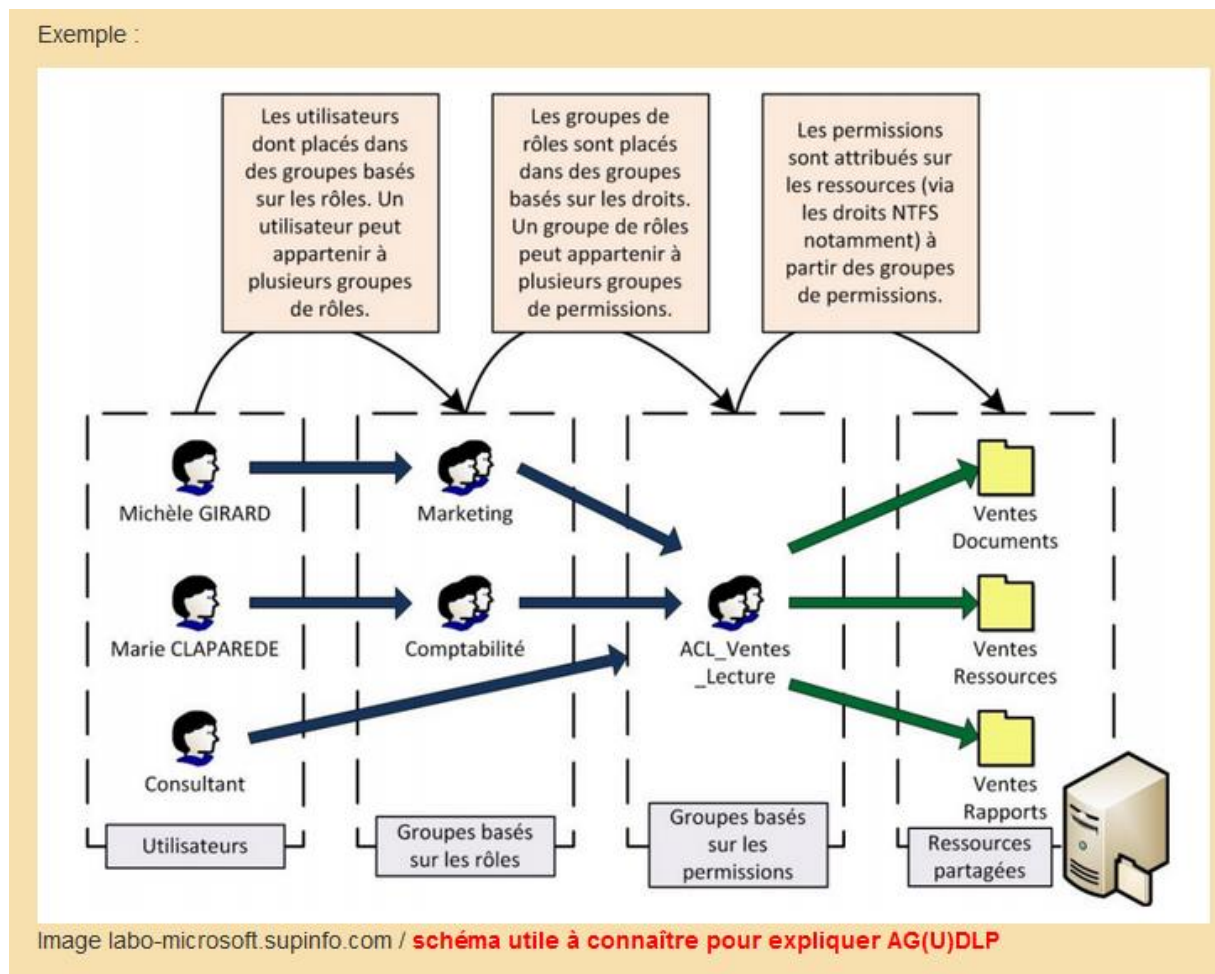 Exemple :
Les utilisateurs
dont placés dans
des groupes basés
sur les rôles. Un
utilisateur peut
appartenir à
plusieurs groupes
de rôles.
Les groupes de
rôles sont placés
dans des groupes
basés sur les droits.
Un groupe de rôles
peut appartenir à
plusieurs groupes
de permissions.
Les permissions
sont attribués sur
les ressources (via
les droits NTFS
notamment) à
partir des groupes
de permissions.
Michèle GIRARD
Marketing
Ventes
Documents
Marie CLAPAREDE
Comptabilité
ACL_Ventes
_Lecture
Ventes
Ressources
Consultant
Ventes
Rapports
Utilisateurs
Groupes basés
sur les rôles
Groupes basés
sur les
permissions
Ressources
partagées
Image labo-microsoft.supinfo.com / schéma utile à connaître pour expliquer AG(U)DLP